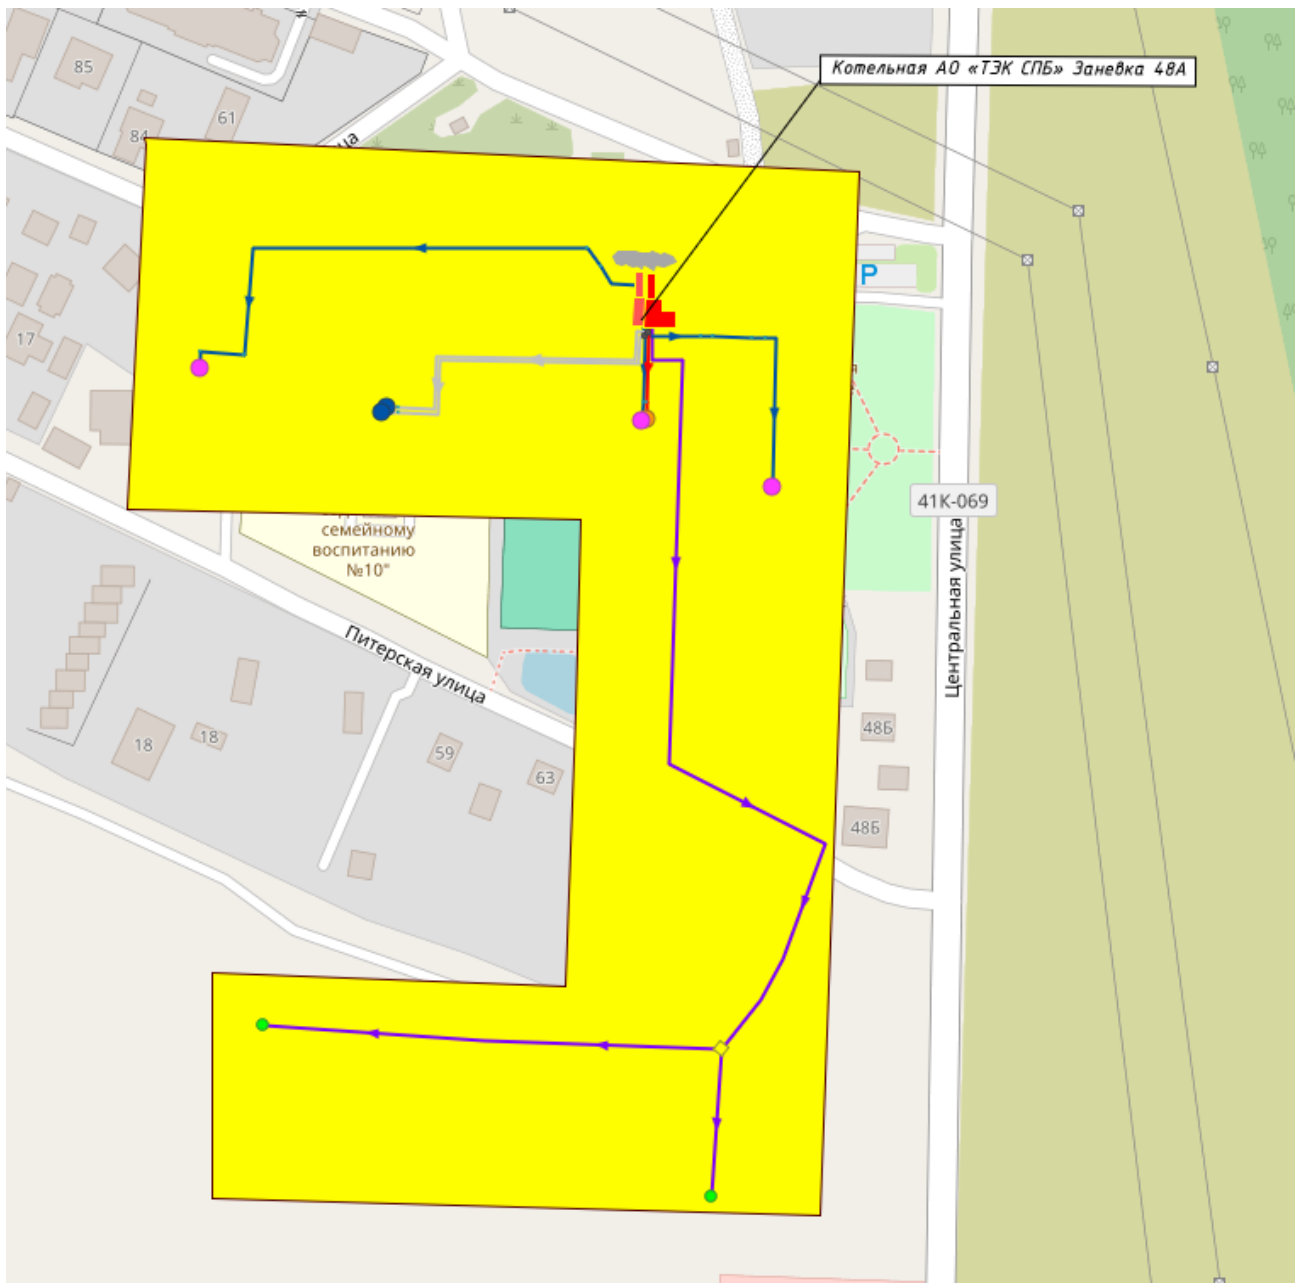 85
61
84
ца
Котельная АО «ТЭК СПБ» Заневка 48А
P
17
41К-069
семейному
воспитанию
№10"
Центральная улица
Питерская улица
18
18
59
63
48Б
48Б